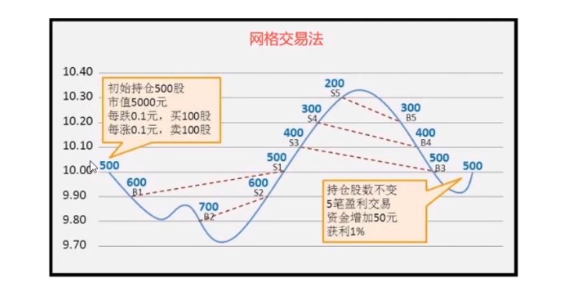 网格交易法
10.40
10.30
10.20
10.10
10.00
9.90
9.80
9.70
初始持仓500股
市值5000元
每跌0.1元，买100股
每涨0.1元，卖100股
500
600
B1
700
B2
600
S2
500
S1
400
S3
300
S4
200
S5
300
B5
400
B4
500
B3
500
持仓股数不变
5笔盈利交易
资金增加50元
获利1%